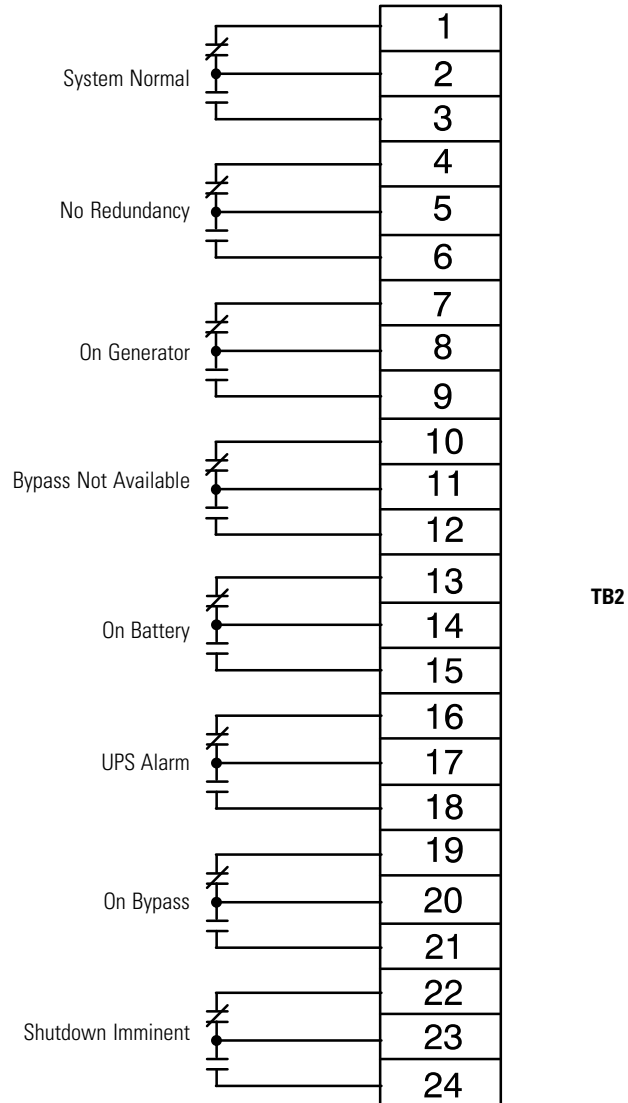 1
System Normal 2
3
4
No Redundancy 5
6
7
On Generator 8
9
10
Bypass Not Available 11
12
13
TB2
On Battery 14
15
16
UPS Alarm 17
18
19
On Bypass 20
21
22
Shutdown Imminent 23
24